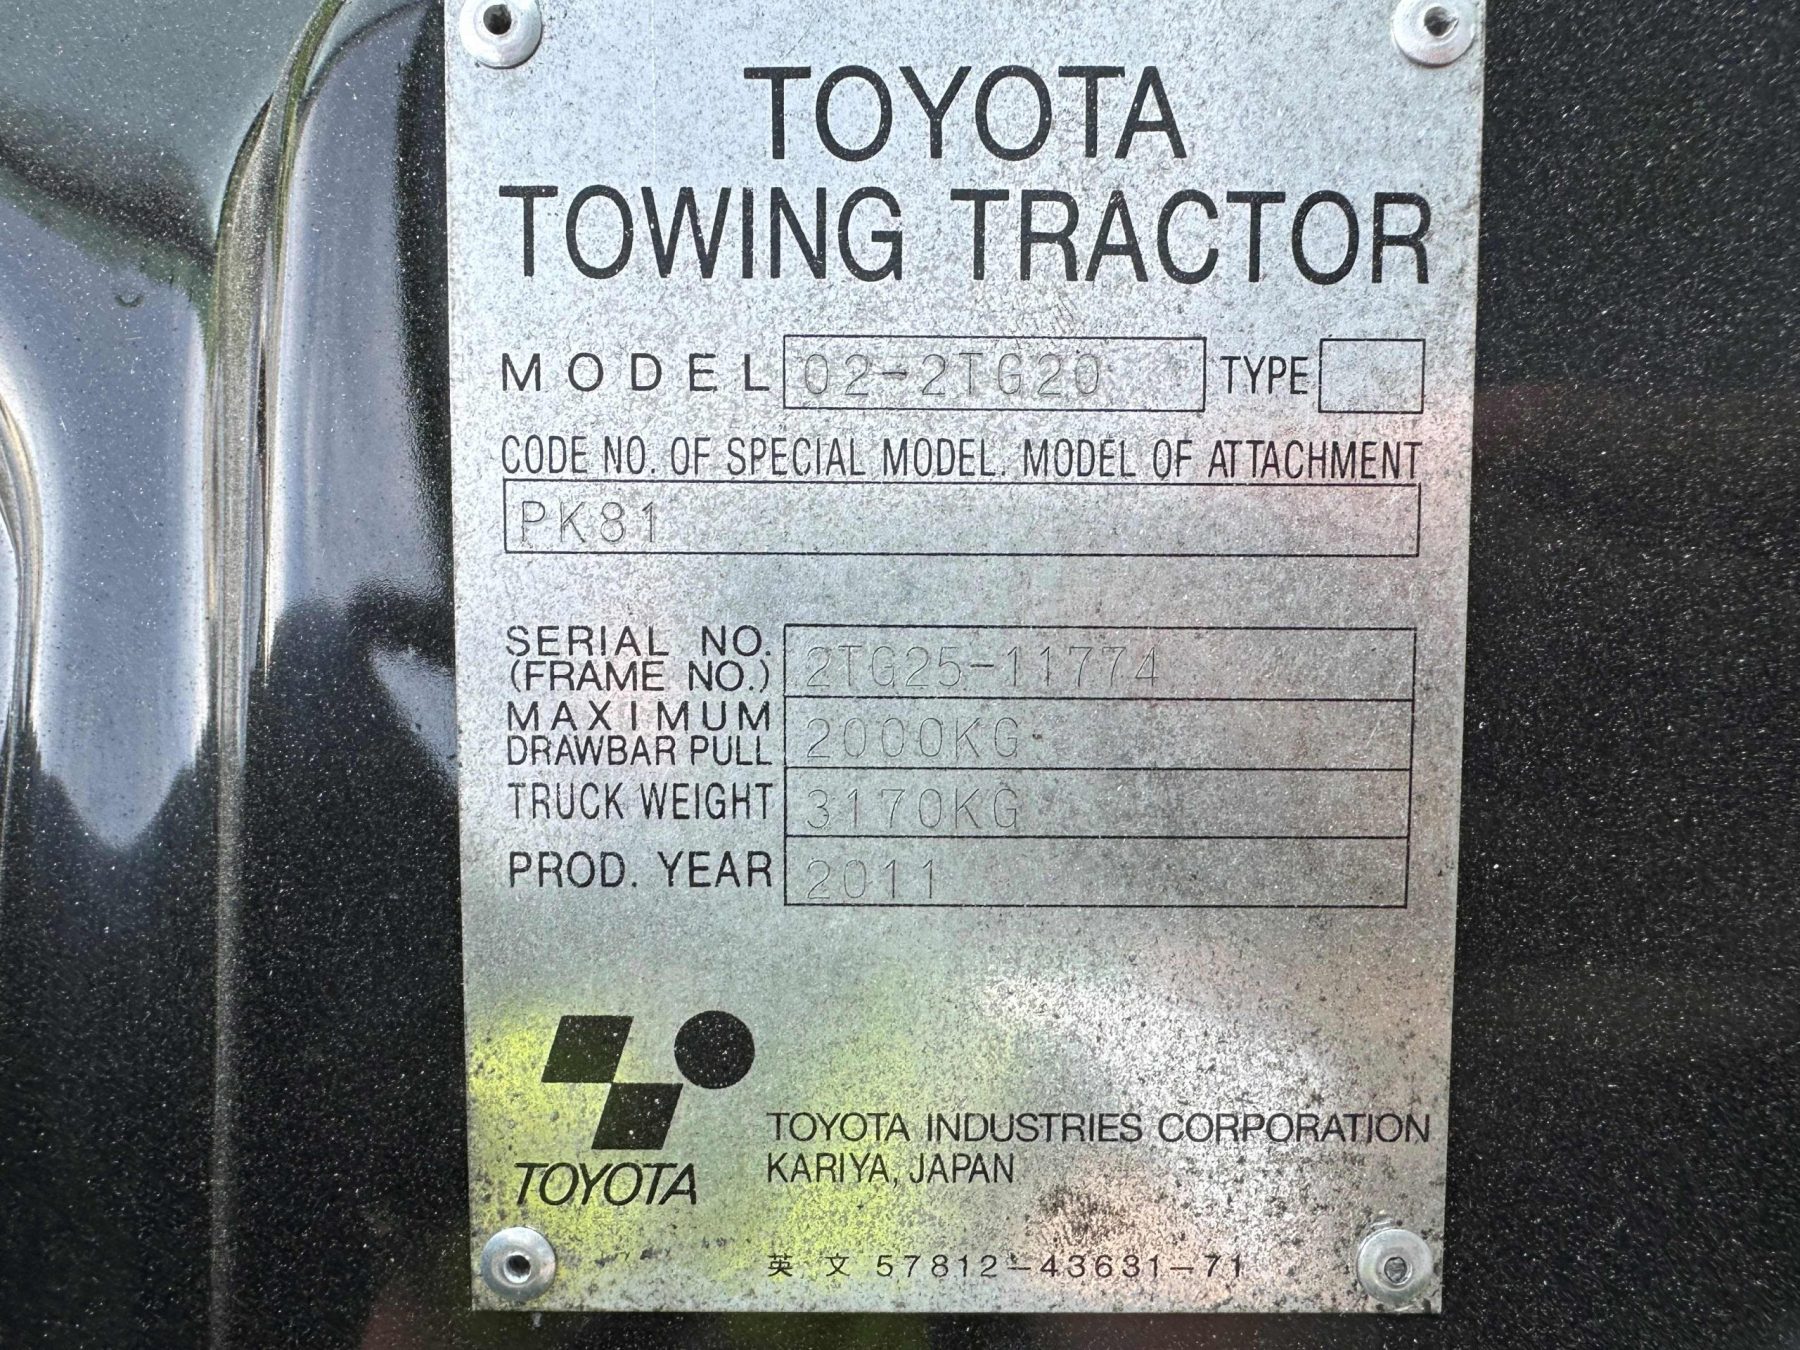 TOYOTA
TOWING TRACTOR
MODEL 02-2TG20 TYPE
CODE NO. OF SPECIAL MODEL. MODEL OF ATTACHMENT
PK81
SERIAL NO. (FRAME NO.) 2TG25-11774
MAXIMUM DRAWBAR PULL 2000KG
TRUCK WEIGHT 3170KG
PROD. YEAR 2011
TOYOTA
TOYOTA INDUSTRIES CORPORATION
KARIYA, JAPAN
英 文 57812-43631-71